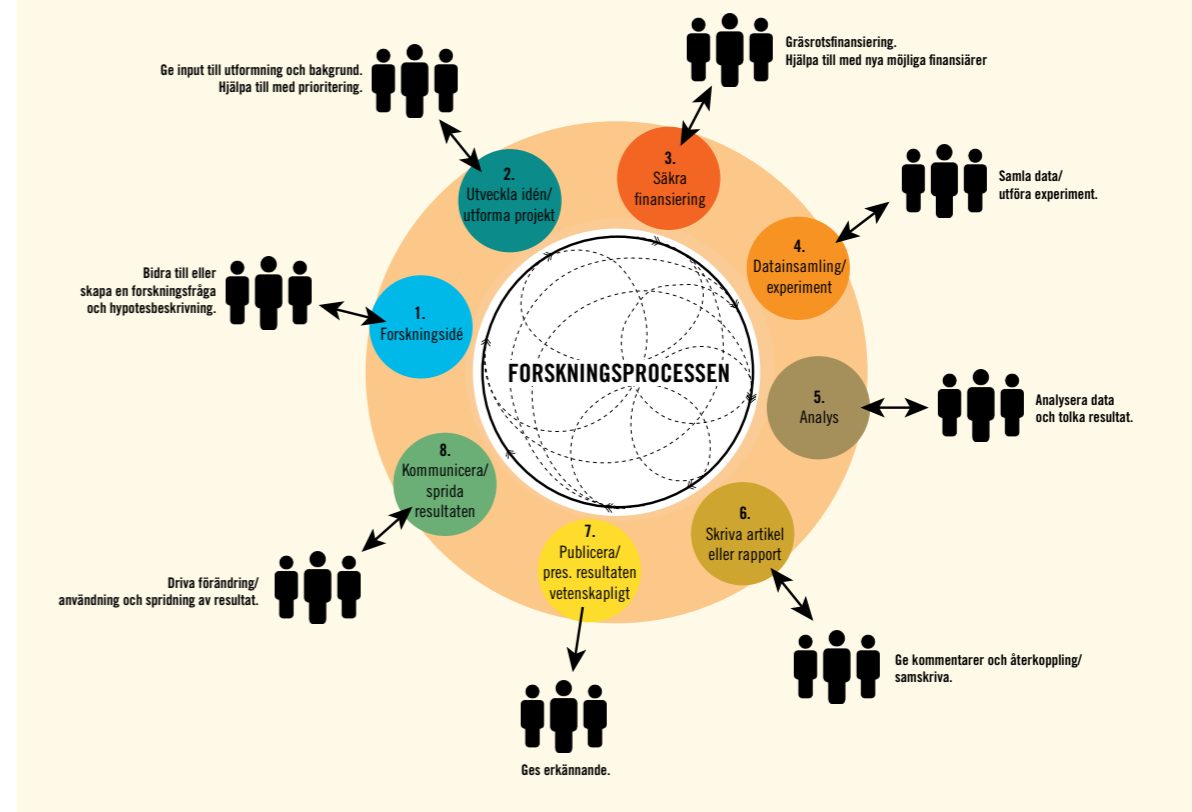 Gräsrotsfinansiering.
Hjälpa till med nya möjliga finansiärer
Ge input till utformning och bakgrund.
Hjälpa till med prioritering.
3.
Säkra
finansiering
2.
Utveckla idén/
utforma projekt
Samla data/
utföra experiment.
4.
Datainsamling/
experiment
Bidra till eller
skapa en forskningsfråga
och hypotesbeskrivning.
1.
Forskningsidé
FORSKNINGSPROCESSEN
5.
Analys
Analysera data
och tolka resultat.
8.
Kommunicera/
sprida
resultaten
6.
Skriva artikel
eller rapport
7.
Publicera/
pres. resultaten
vetenskapligt
Driva förändring/
användning och spridning av resultat.
Ge kommentarer och återkoppling/
samskriva.
Ges erkännande.